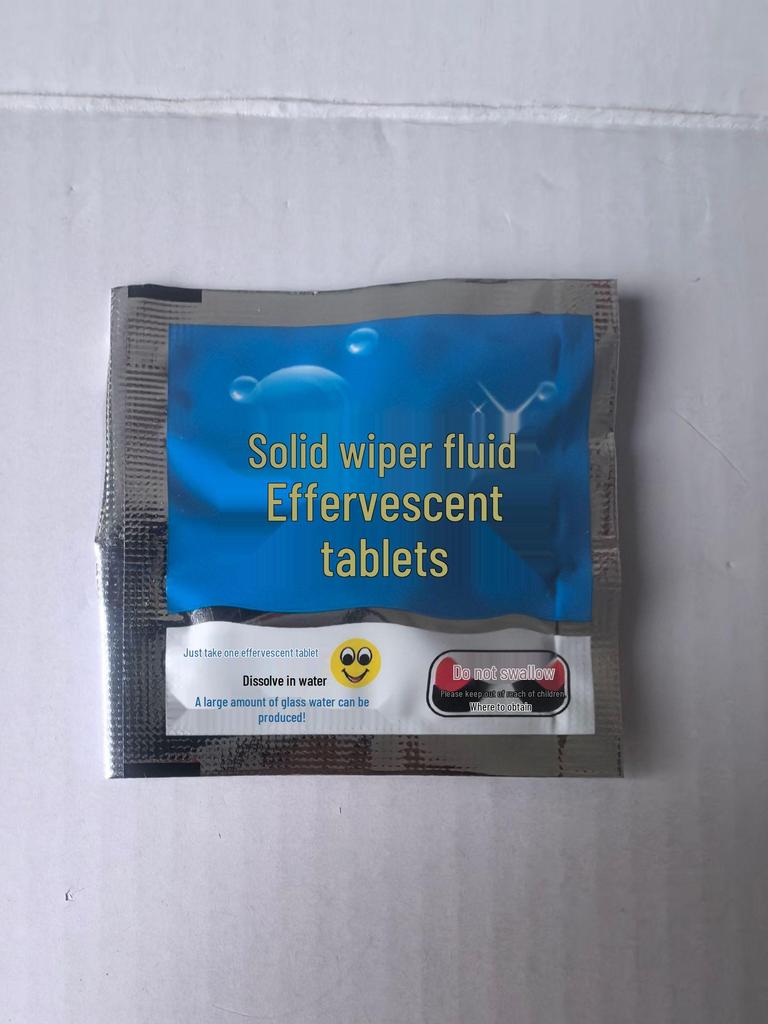 Solid wiper fluid
Effervescent
tablets
Just take one effervescent tablet
Dissolve in water
A large amount of glass water can be
produced!
Do not swallow
Please keep out of reach of children
Where to obtain